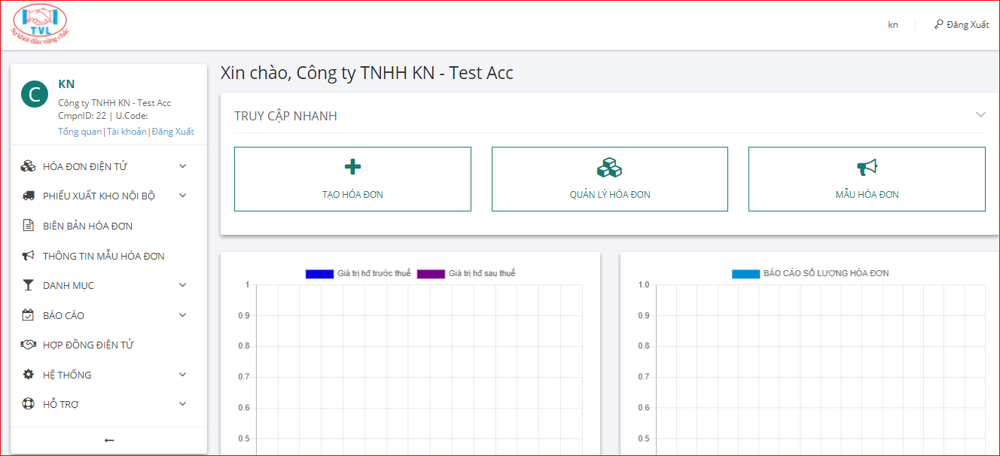 TVL
Sự khởi đầu vững chắc
kn
Đăng Xuất
C
KN
Công ty TNHH KN - Test Acc
CmpnID: 22 | U.Code:
Tổng quan|Tài khoản|Đăng Xuất
HÓA ĐƠN ĐIỆN TỬ
PHIẾU XUẤT KHO NỘI BỘ
BIÊN BẢN HÓA ĐƠN
THÔNG TIN MẪU HÓA ĐƠN
DANH MỤC
BÁO CÁO
HỢP ĐỒNG ĐIỆN TỬ
HỆ THỐNG
HỖ TRỢ
Xin chào, Công ty TNHH KN - Test Acc
TRUY CẬP NHANH
TẠO HÓA ĐƠN
QUẢN LÝ HÓA ĐƠN
MẪU HÓA ĐƠN
Giá trị hđ trước thuế Giá trị hđ sau thuế
1
0.9
0.8
0.7
0.6
0.5
BÁO CÁO SỐ LƯỢNG HÓA ĐƠN
1.0
0.9
0.8
0.7
0.6
0.5